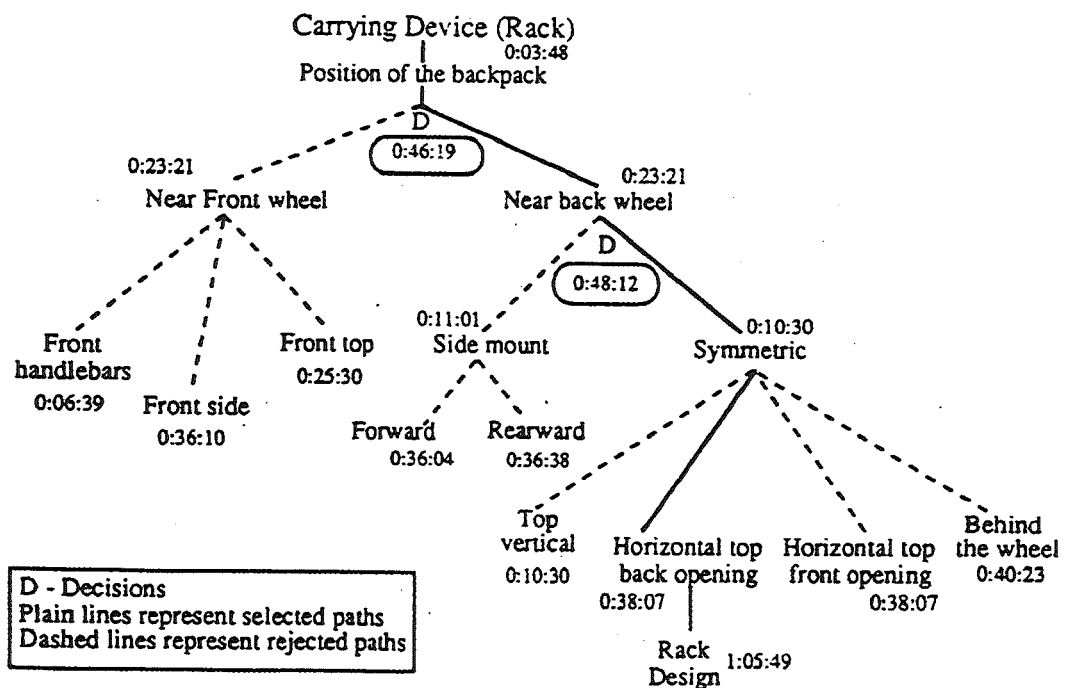 Carrying Device (Rack)
0:03:48
Position of the backpack
D
0:46:19
0:23:21
Near Front wheel
0:23:21
Near back wheel
D
0:48:12
Front
handlebars
0:06:39
Front side
0:36:10
Front top
0:25:30
0:11:01
Side mount
0:10:30
Symmetric
Forward
0:36:04
Rearward
0:36:38
Top
vertical
0:10:30
Horizontal top
back opening
0:38:07
Horizontal top
front opening
0:38:07
Behind
the wheel
0:40:23
Rack
Design
1:05:49
D - Decisions
Plain lines represent selected paths
Dashed lines represent rejected paths